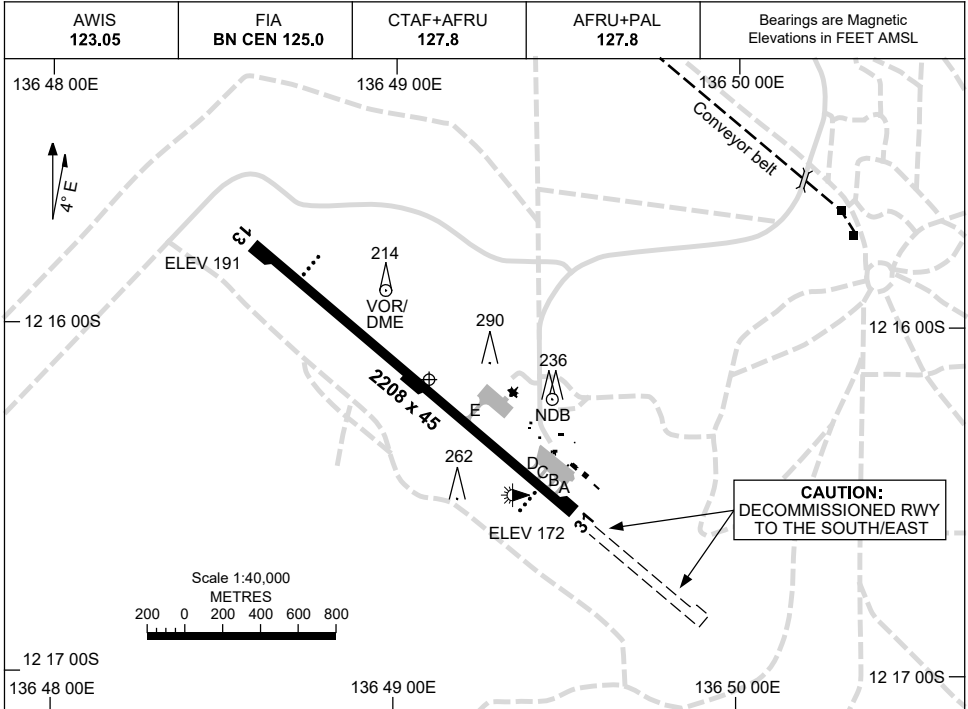 AWIS
123.05
FIA
BN CEN 125.0
CTAF+AFRU
127.8
AFRU+PAL
127.8
Bearings are Magnetic
Elevations in FEET AMSL
136 48 00E
136 49 00E
136 50 00E
Conveyor belt
4° E
13
ELEV 191
214
VOR/
DME
12 16 00S
12 16 00S
290
236
NDB
2208 x 45
E
262
D
C
B
A
ELEV 172
31
CAUTION:
DECOMMISSIONED RWY
TO THE SOUTH/EAST
Scale 1:40,000
METRES
200 0 200 400 600 800
12 17 00S
12 17 00S
136 48 00E
136 49 00E
136 50 00E